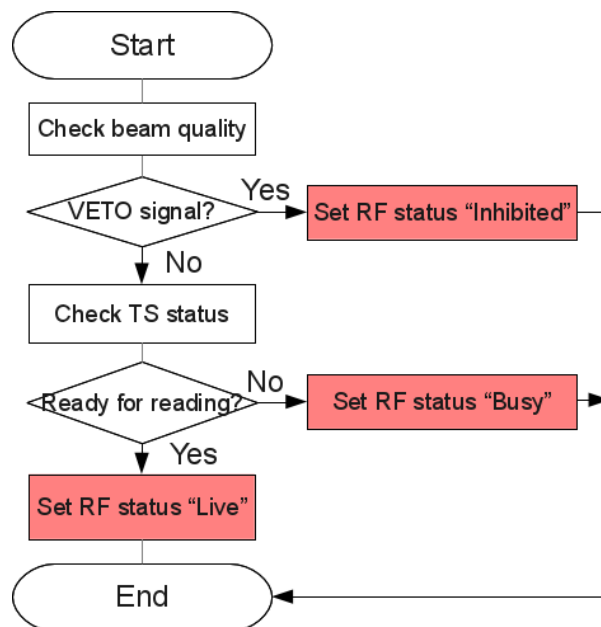 Start
Check beam quality
VETO signal?
Yes
Set RF status “Inhibited”
No
Check TS status
Ready for reading?
No
Set RF status “Busy”
Yes
Set RF status “Live”
End